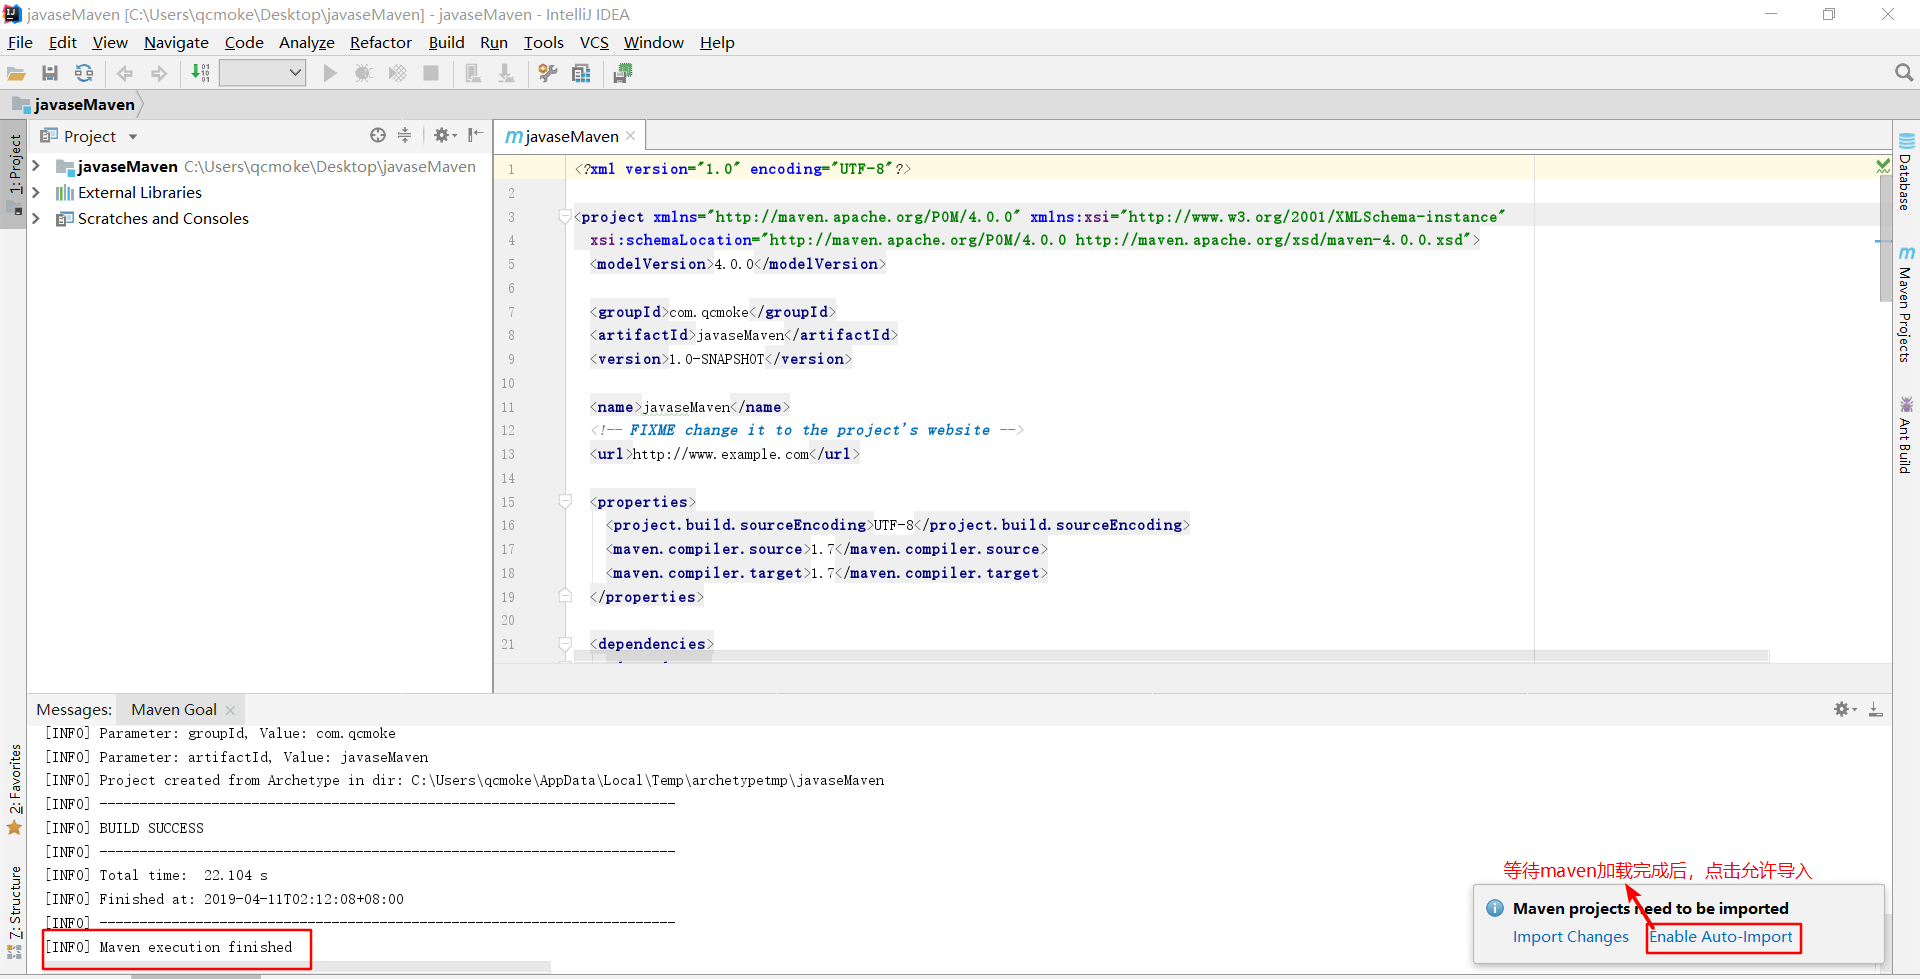 javaseMaven [C:\Users\qcmoke\Desktop\javaseMaven] - javaseMaven - IntelliJ IDEA
File Edit View Navigate Code Analyze Refactor Build Run Tools VCS Window Help
javaseMaven
1: Project
Project
javaseMaven C:\Users\qcmoke\Desktop\javaseMaven
External Libraries
Scratches and Consoles
javaseMaven
1 <?xml version="1.0" encoding="UTF-8"?>
2
3 <project xmlns="http://maven.apache.org/POM/4.0.0" xmlns:xsi="http://www.w3.org/2001/XMLSchema-instance"
4 xsi:schemaLocation="http://maven.apache.org/POM/4.0.0 http://maven.apache.org/xsd/maven-4.0.0.xsd">
5 <modelVersion>4.0.0</modelVersion>
6
7 <groupId>com.qcmoke</groupId>
8 <artifactId>javaseMaven</artifactId>
9 <version>1.0-SNAPSHOT</version>
10
11 <name>javaseMaven</name>
12 <!-- FIXME change it to the project's website -->
13 <url>http://www.example.com</url>
14
15 <properties>
16 <project.build.sourceEncoding>UTF-8</project.build.sourceEncoding>
17 <maven.compiler.source>1.7</maven.compiler.source>
18 <maven.compiler.target>1.7</maven.compiler.target>
19 </properties>
20
21 <dependencies>
Database
Maven Projects
Ant Build
Messages: Maven Goal
[INFO] Parameter: groupId, Value: com.qcmoke
[INFO] Parameter: artifactId, Value: javaseMaven
[INFO] Project created from Archetype in dir: C:\Users\qcmoke\AppData\Local\Temp\archetypetmp\javaseMaven
[INFO] ------------------------------------------------------------------------
[INFO] BUILD SUCCESS
[INFO] ------------------------------------------------------------------------
[INFO] Total time: 22.104 s
[INFO] Finished at: 2019-04-11T02:12:08+08:00
[INFO] ------------------------------------------------------------------------
[INFO] Maven execution finished
2: Favorites
7: Structure
等待maven加载完成后，点击允许导入
Maven projects need to be imported
Import Changes Enable Auto-Import